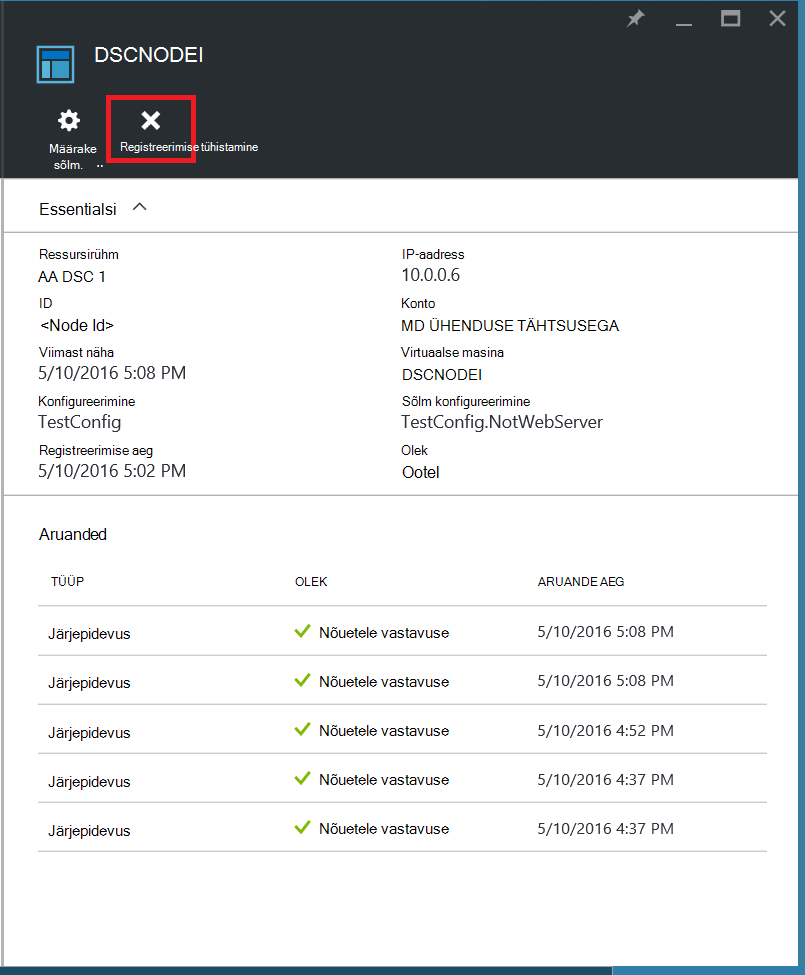 DSCNODEI
Määrake
sõlm. ..
Registreerimise tühistamine
Essentialsi
Ressursirühm
AA DSC 1
IP-aadress
10.0.0.6
ID
<Node Id>
Konto
MD ÜHENDUSE TÄHTSUSEGA
Viimast näha
5/10/2016 5:08 PM
Virtuaalse masina
DSCNODEI
Konfigureerimine
TestConfig
Sõlm konfigureerimine
TestConfig.NotWebServer
Registreerimise aeg
5/10/2016 5:02 PM
Olek
Ootel
Aruanded
TÜÜP OLEK ARUANDE AEG
Järjepidevus Nõuetele vastavuse 5/10/2016 5:08 PM
Järjepidevus Nõuetele vastavuse 5/10/2016 5:08 PM
Järjepidevus Nõuetele vastavuse 5/10/2016 4:52 PM
Järjepidevus Nõuetele vastavuse 5/10/2016 4:37 PM
Järjepidevus Nõuetele vastavuse 5/10/2016 4:37 PM